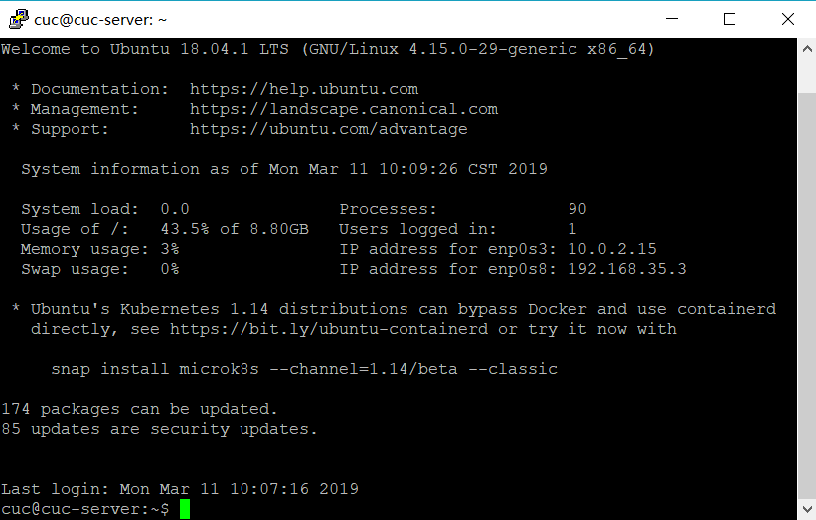 cuc@cuc-server: ~
Welcome to Ubuntu 18.04.1 LTS (GNU/Linux 4.15.0-29-generic x86_64)
* Documentation:  https://help.ubuntu.com
* Management:     https://landscape.canonical.com
* Support:        https://ubuntu.com/advantage
System information as of Mon Mar 11 10:09:26 CST 2019
System load:  0.0               Processes:             90
Usage of /:   43.5% of 8.80GB   Users logged in:       1
Memory usage: 3%                IP address for enp0s3: 10.0.2.15
Swap usage:   0%                IP address for enp0s8: 192.168.35.3
* Ubuntu's Kubernetes 1.14 distributions can bypass Docker and use containerd
directly, see https://bit.ly/ubuntu-containerd or try it now with
snap install microk8s --channel=1.14/beta --classic
174 packages can be updated.
85 updates are security updates.
Last login: Mon Mar 11 10:07:16 2019
cuc@cuc-server:~$